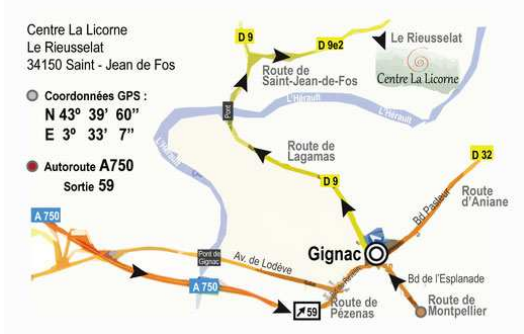 Centre La Licorne
Le Rieusselat
34150 Saint - Jean de Fos
Coordonnées GPS :
N 43º 39' 60"
E 3º 33' 7"
Autoroute A750
Sortie 59
D 9
D 9e2
Le Rieusselat
Centre La Licorne
Route de
Saint-Jean-de-Fos
L'Hérault
L'Hérault
Pont
L'Hérault
Route de
Lagamas
D 9
D 32
Route
d'Aniane
Bd Pasteur
A 750
Gignac
Pont de
Gignac
Av. de Lodève
A 750
59
Route de
Pézenas
Bd de l'Esplanade
Route de
Montpellier